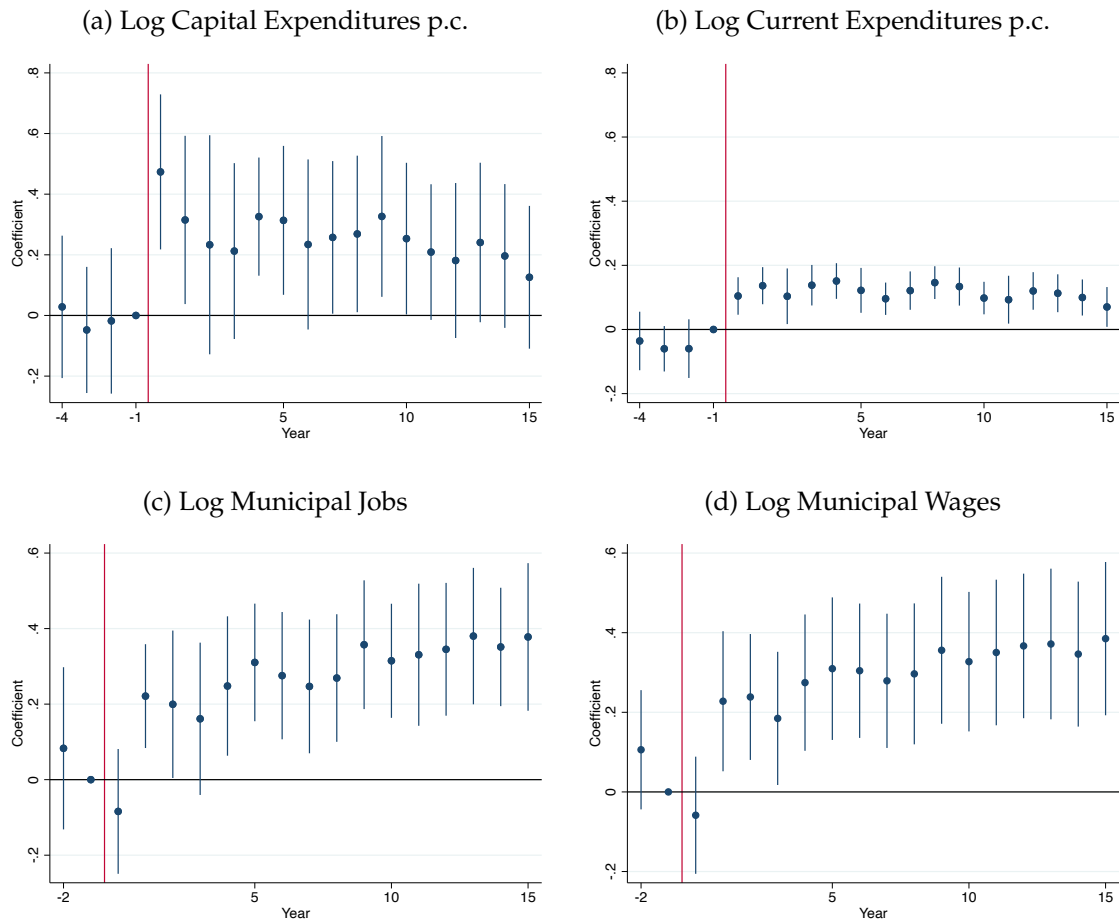 (a) Log Capital Expenditures p.c.
(b) Log Current Expenditures p.c.
Coefficient
-.2 0 .2 .4 .6 .8
-4 -1 5 10 15
Year
Coefficient
-.2 0 .2 .4 .6 .8
-4 -1 5 10 15
Year
(c) Log Municipal Jobs
(d) Log Municipal Wages
Coefficient
-.2 0 .2 .4 .6
-2 5 10 15
Year
Coefficient
-.2 0 .2 .4 .6
-2 5 10 15
Year